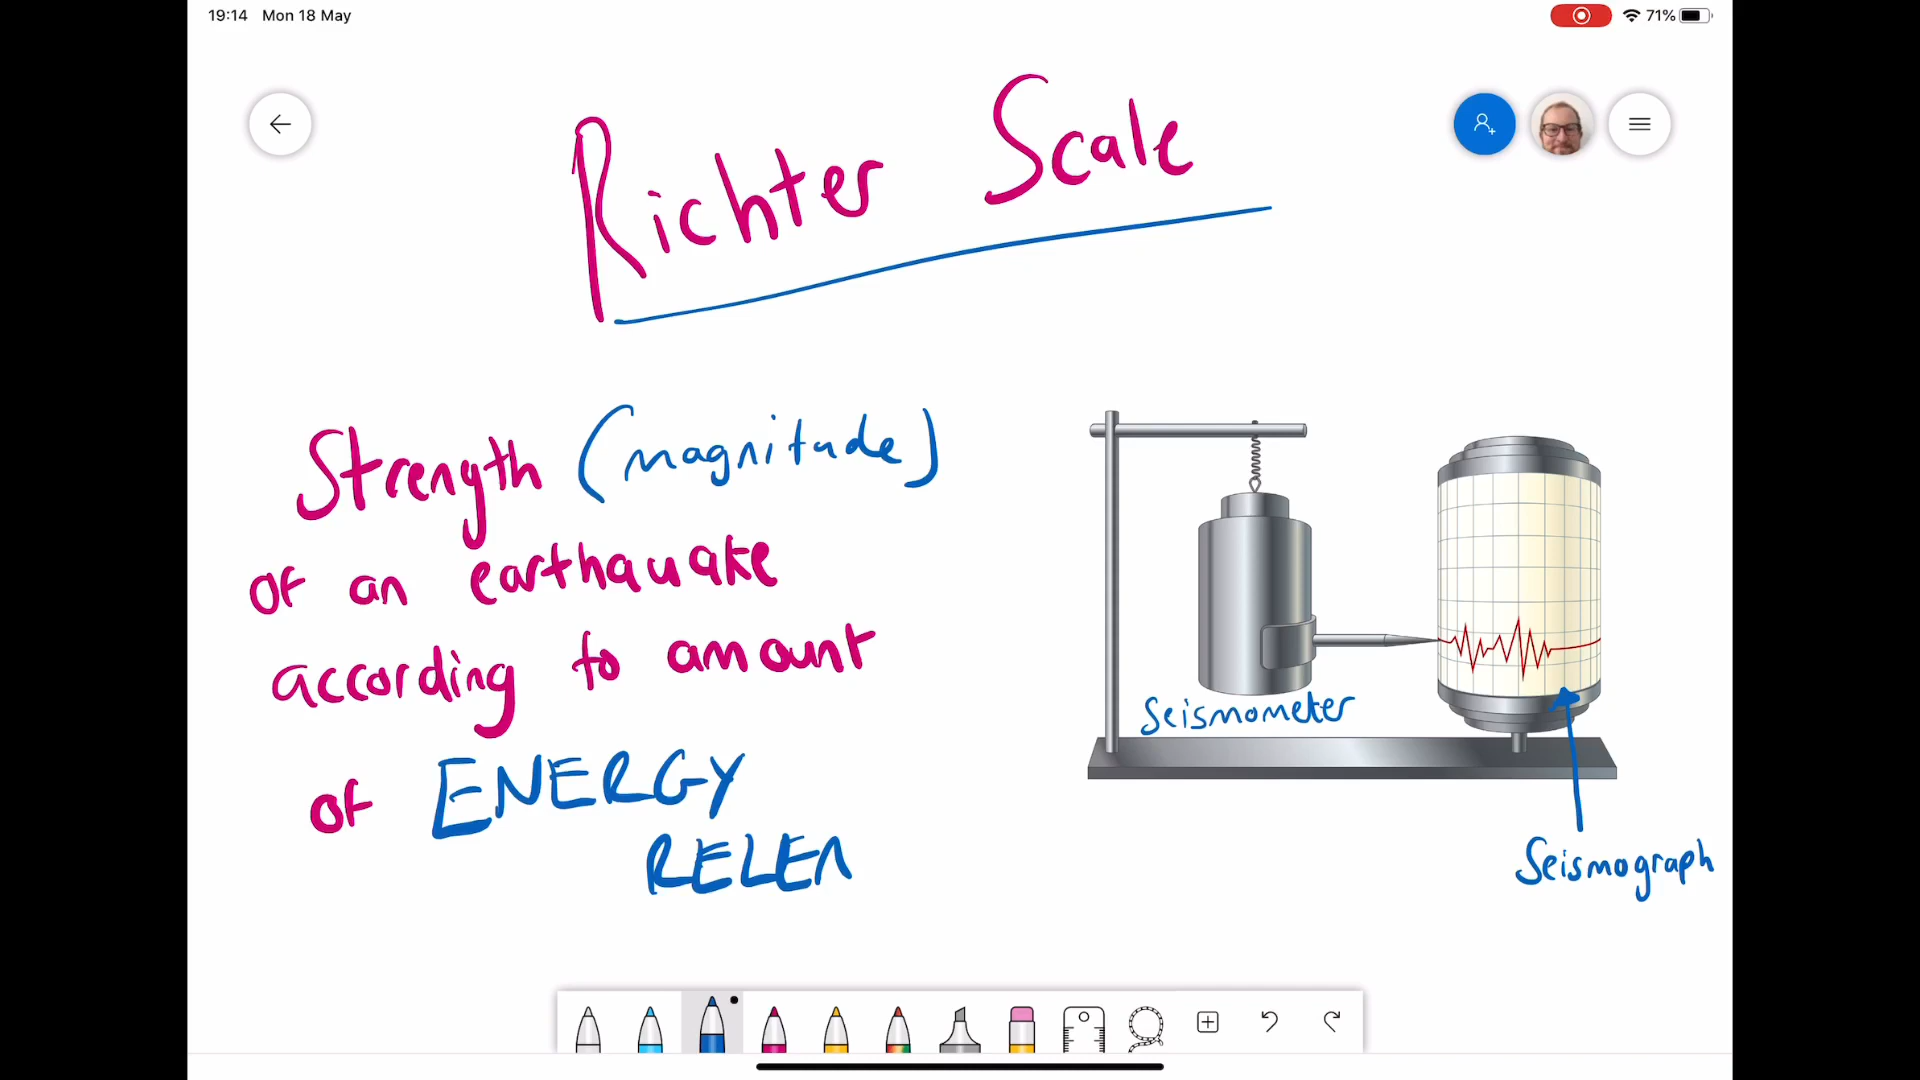 19:14 Mon 18 May
71%
Richter Scale
Strength (magnitude)
of an earthquake
according to amount
of ENERGY
RELEA
Seismometer
Seismograph